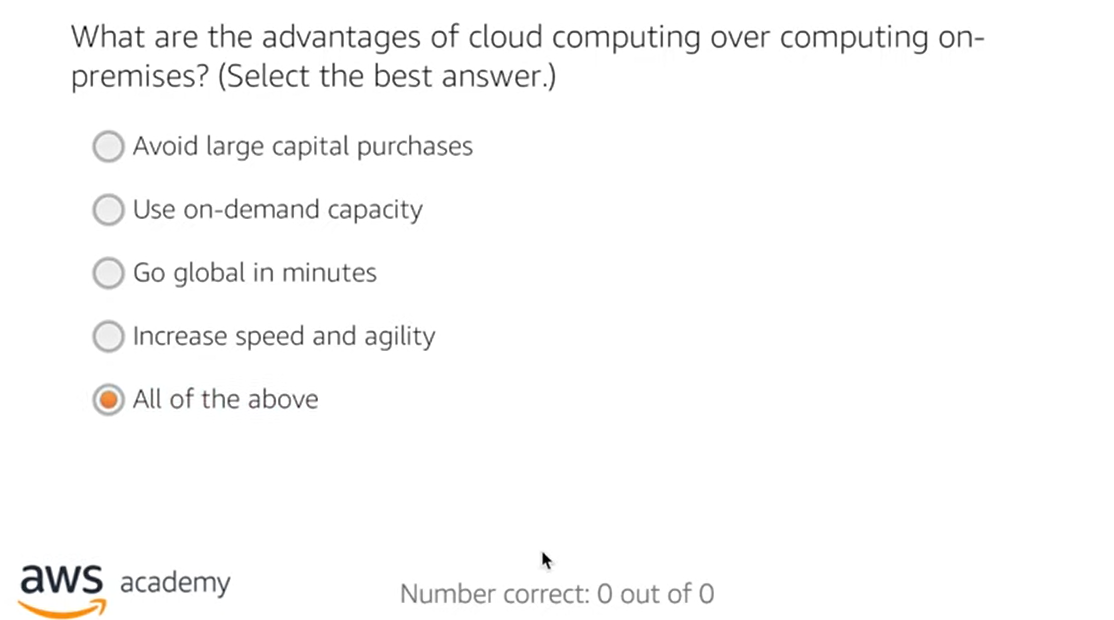 What are the advantages of cloud computing over computing on-
premises? (Select the best answer.)
Avoid large capital purchases
Use on-demand capacity
Go global in minutes
Increase speed and agility
All of the above
aws academy
Number correct: 0 out of 0